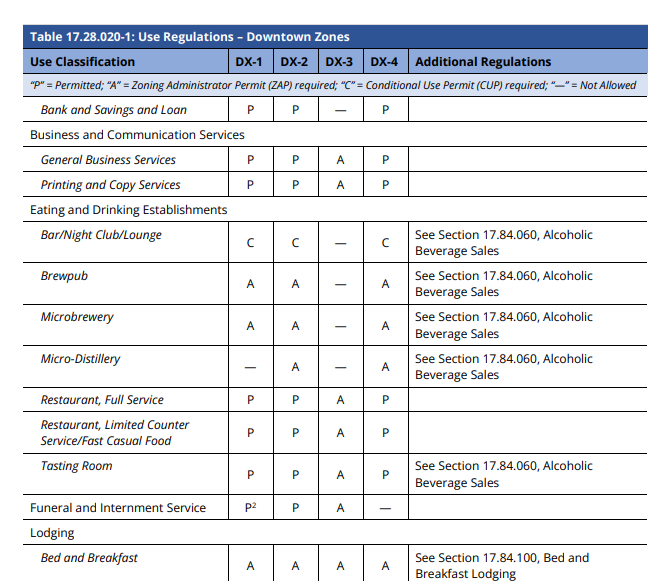 Table 17.28.020-1: Use Regulations – Downtown Zones
Use Classification DX-1 DX-2 DX-3 DX-4 Additional Regulations
“P” = Permitted; “A” = Zoning Administrator Permit (ZAP) required; “C” = Conditional Use Permit (CUP) required; “—” = Not Allowed
Bank and Savings and Loan P P — P
Business and Communication Services
General Business Services P P A P
Printing and Copy Services P P A P
Eating and Drinking Establishments
Bar/Night Club/Lounge C C — C See Section 17.84.060, Alcoholic
Beverage Sales
Brewpub A A — A See Section 17.84.060, Alcoholic
Beverage Sales
Microbrewery A A — A See Section 17.84.060, Alcoholic
Beverage Sales
Micro-Distillery — A — A See Section 17.84.060, Alcoholic
Beverage Sales
Restaurant, Full Service P P A P
Restaurant, Limited Counter
Service/Fast Casual Food P P A P
Tasting Room P P A P See Section 17.84.060, Alcoholic
Beverage Sales
Funeral and Internment Service P² P A —
Lodging
Bed and Breakfast A A A A See Section 17.84.100, Bed and
Breakfast Lodging